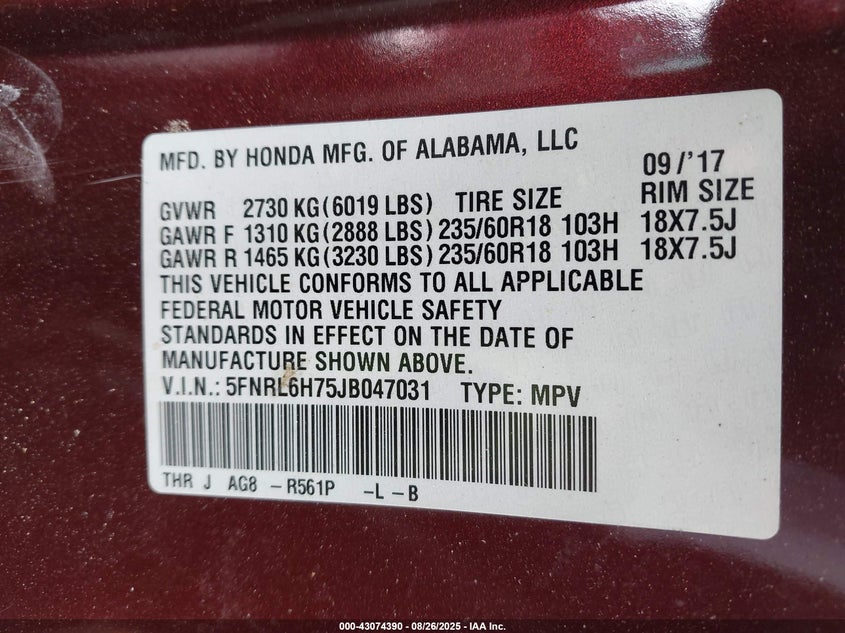 MFD. BY HONDA MFG. OF ALABAMA, LLC 09/'17
GVWR 2730 KG(6019 LBS) TIRE SIZE RIM SIZE
GAWR F 1310 KG(2888 LBS) 235/60R18 103H 18X7.5J
GAWR R 1465 KG(3230 LBS) 235/60R18 103H 18X7.5J
THIS VEHICLE CONFORMS TO ALL APPLICABLE
FEDERAL MOTOR VEHICLE SAFETY
STANDARDS IN EFFECT ON THE DATE OF
MANUFACTURE SHOWN ABOVE.
V.I.N.: 5FNRL6H75JB047031 TYPE: MPV
THR J AG8 -R561P -L -B
000-43074390 - 08/26/2025 - IAA Inc.